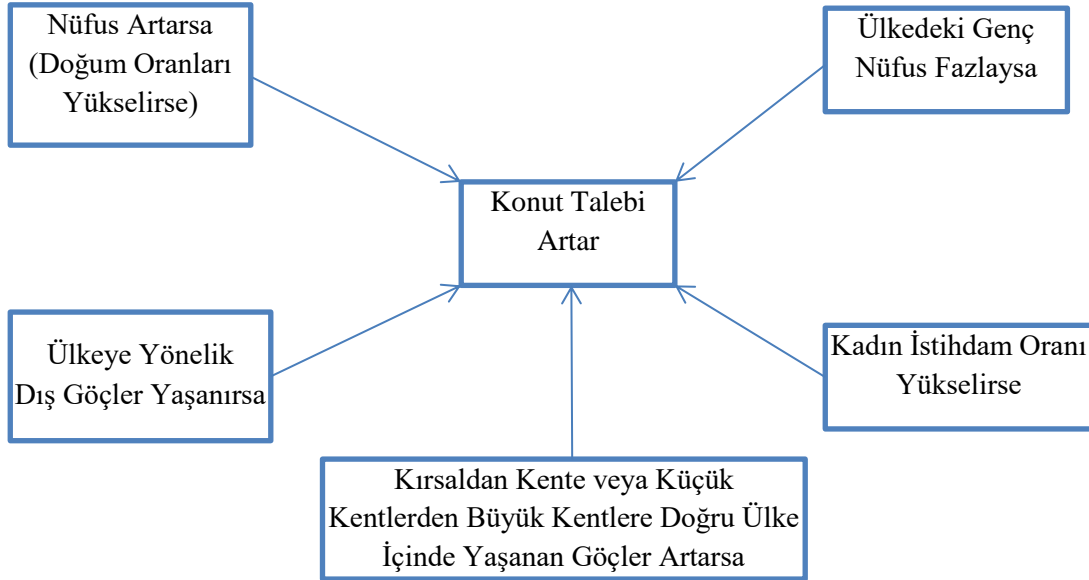 Nüfus Artarsa
(Doğum Oranları
Yükselirse)
Ülkedeki Genç
Nüfus Fazlaysa
Konut Talebi
Artar
Ülkeye Yönelik
Dış Göçler Yaşanırsa
Kadın İstihdam Oranı
Yükselirse
Kırsaldan Kente veya Küçük
Kentlerden Büyük Kentlere Doğru Ülke
İçinde Yaşanan Göçler Artarsa